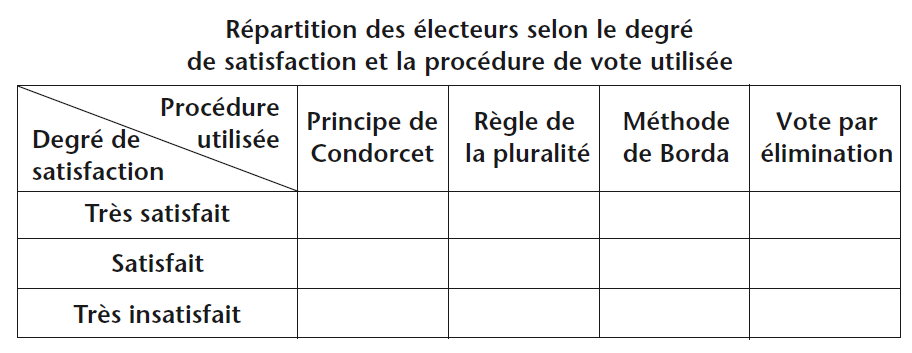 Répartition des électeurs selon le degré
de satisfaction et la procédure de vote utilisée
Procédure
utilisée
Degré de
satisfaction
Principe de
Condorcet
Règle de
la pluralité
Méthode
de Borda
Vote par
élimination
Très satisfait
Satisfait
Très insatisfait